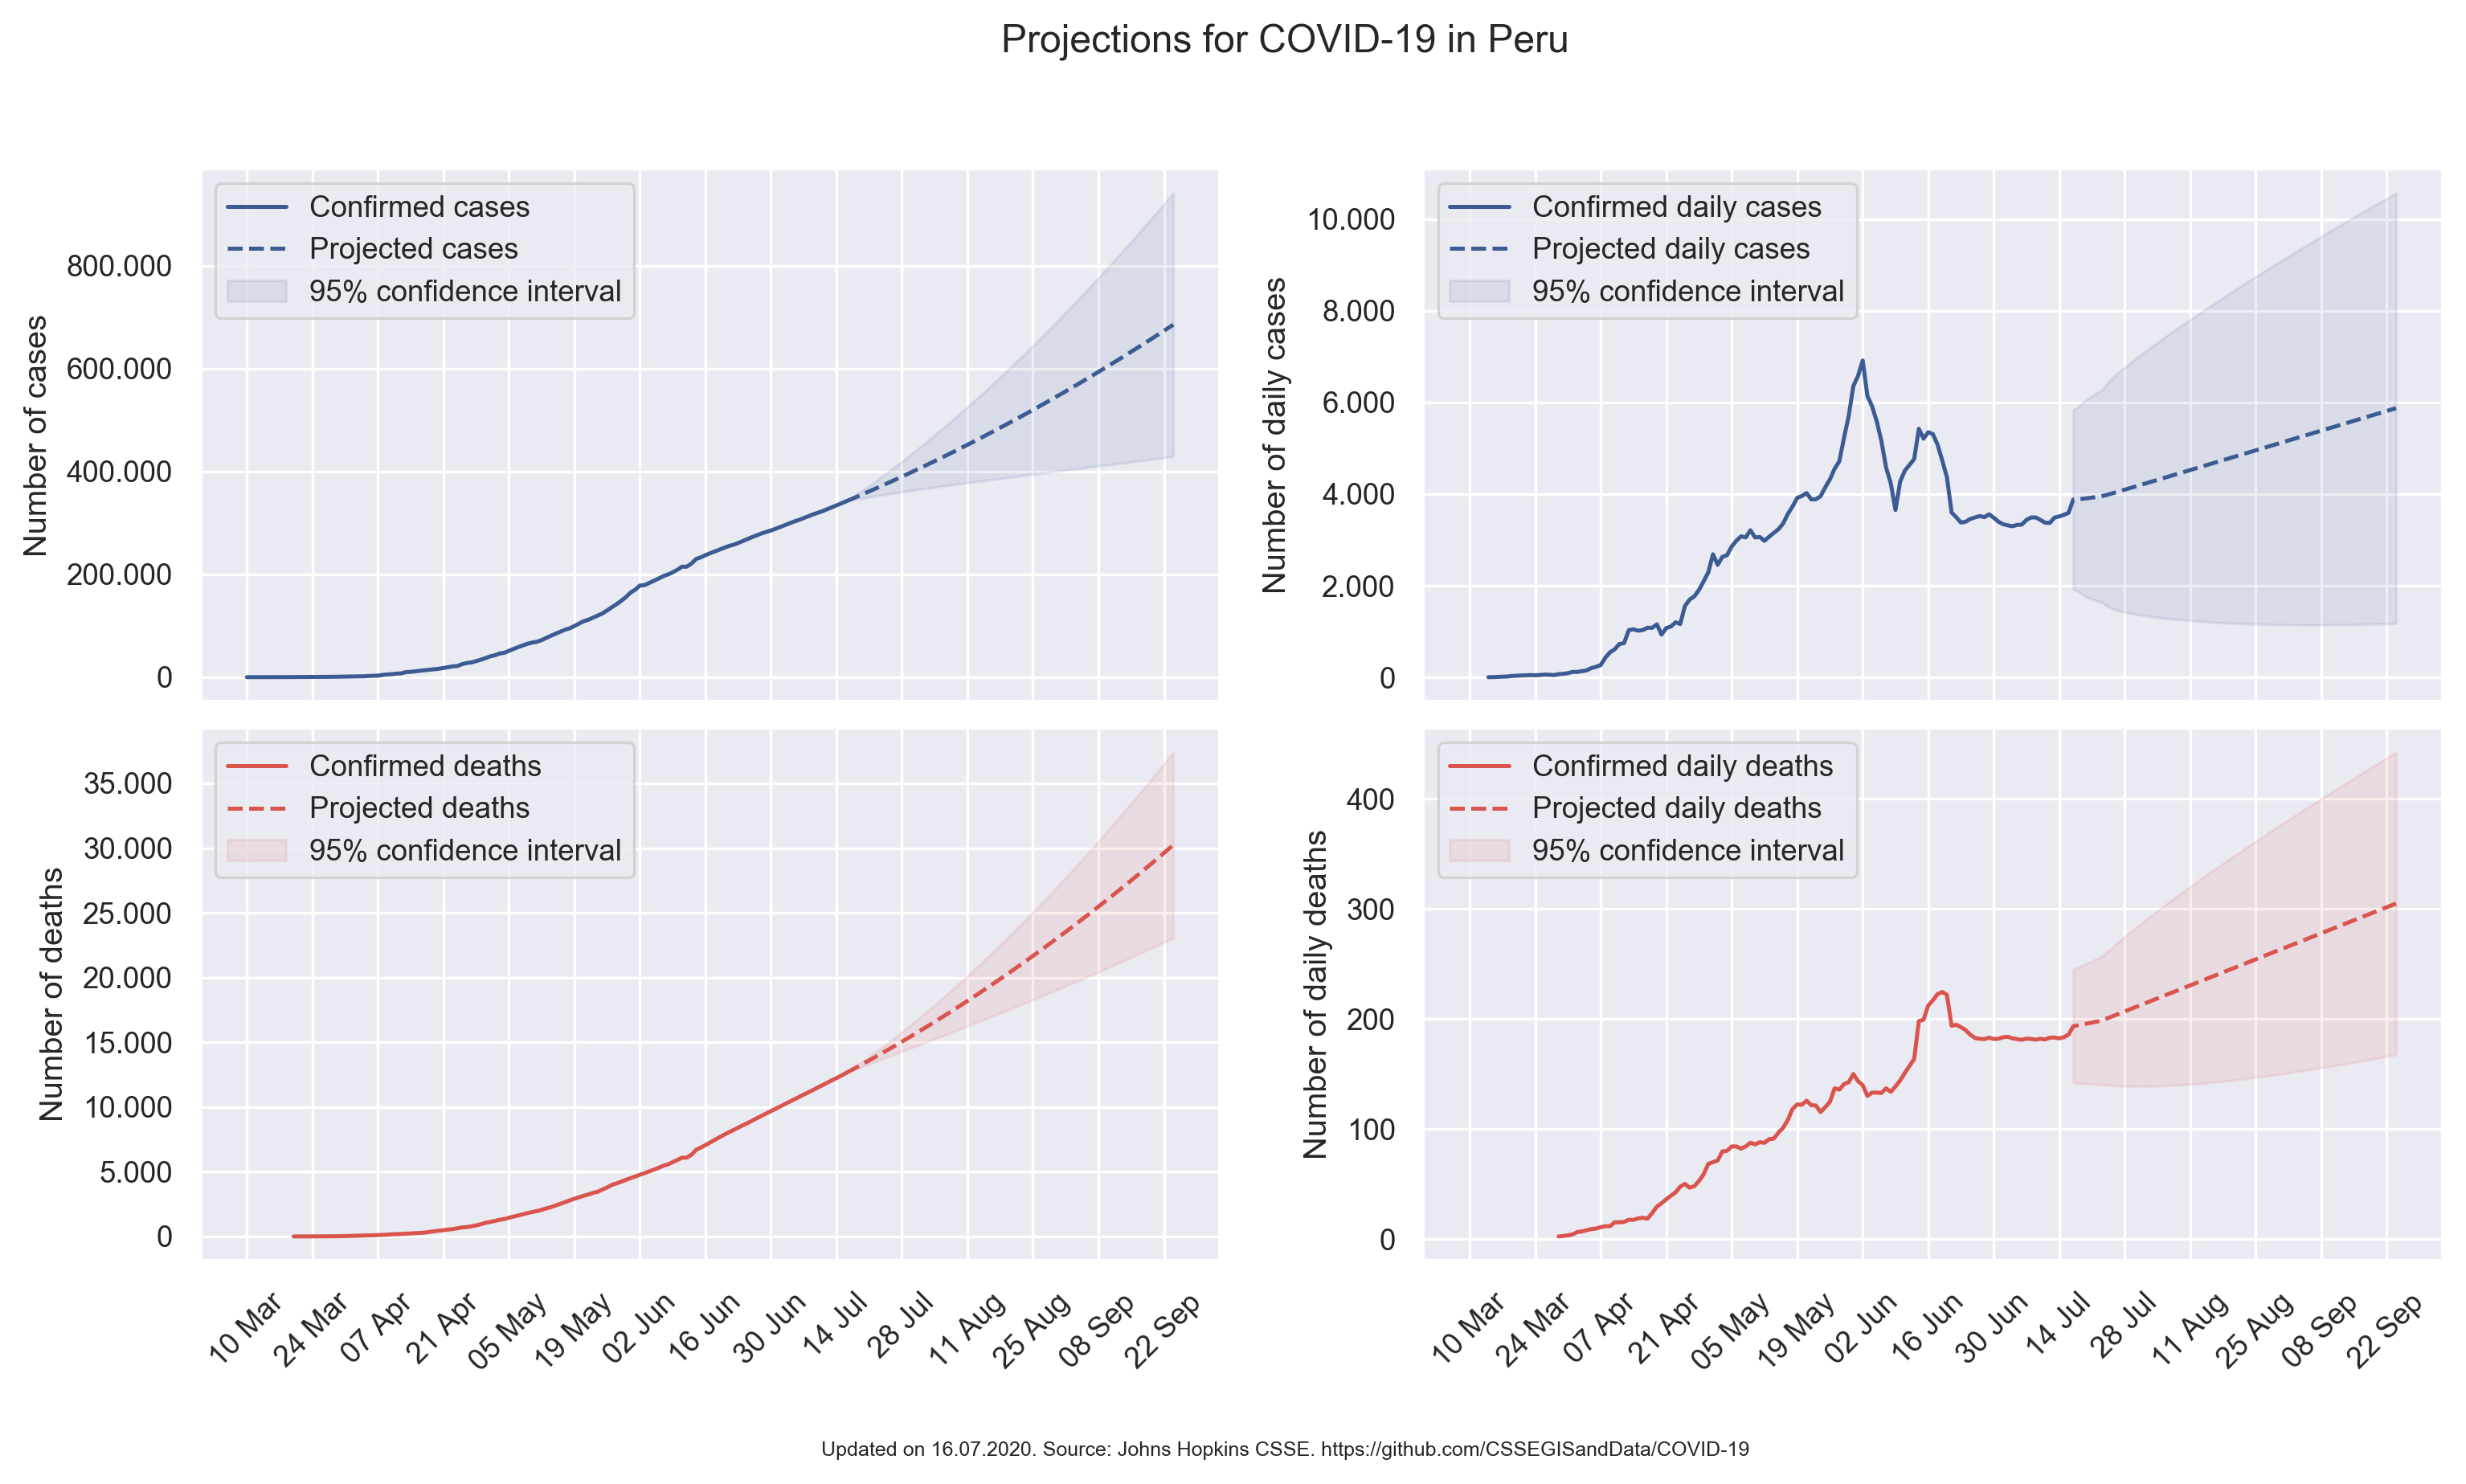 Projections for COVID-19 in Peru
Number of cases
800.000
600.000
400.000
200.000
0
Confirmed cases
Projected cases
95% confidence interval
Number of daily cases
10.000
8.000
6.000
4.000
2.000
0
Confirmed daily cases
Projected daily cases
95% confidence interval
Number of deaths
35.000
30.000
25.000
20.000
15.000
10.000
5.000
0
Confirmed deaths
Projected deaths
95% confidence interval
10 Mar
24 Mar
07 Apr
21 Apr
05 May
19 May
02 Jun
16 Jun
30 Jun
14 Jul
28 Jul
11 Aug
25 Aug
08 Sep
22 Sep
Number of daily deaths
400
300
200
100
0
Confirmed daily deaths
Projected daily deaths
95% confidence interval
10 Mar
24 Mar
07 Apr
21 Apr
05 May
19 May
02 Jun
16 Jun
30 Jun
14 Jul
28 Jul
11 Aug
25 Aug
08 Sep
22 Sep
Updated on 16.07.2020. Source: Johns Hopkins CSSE. https://github.com/CSSEGISandData/COVID-19